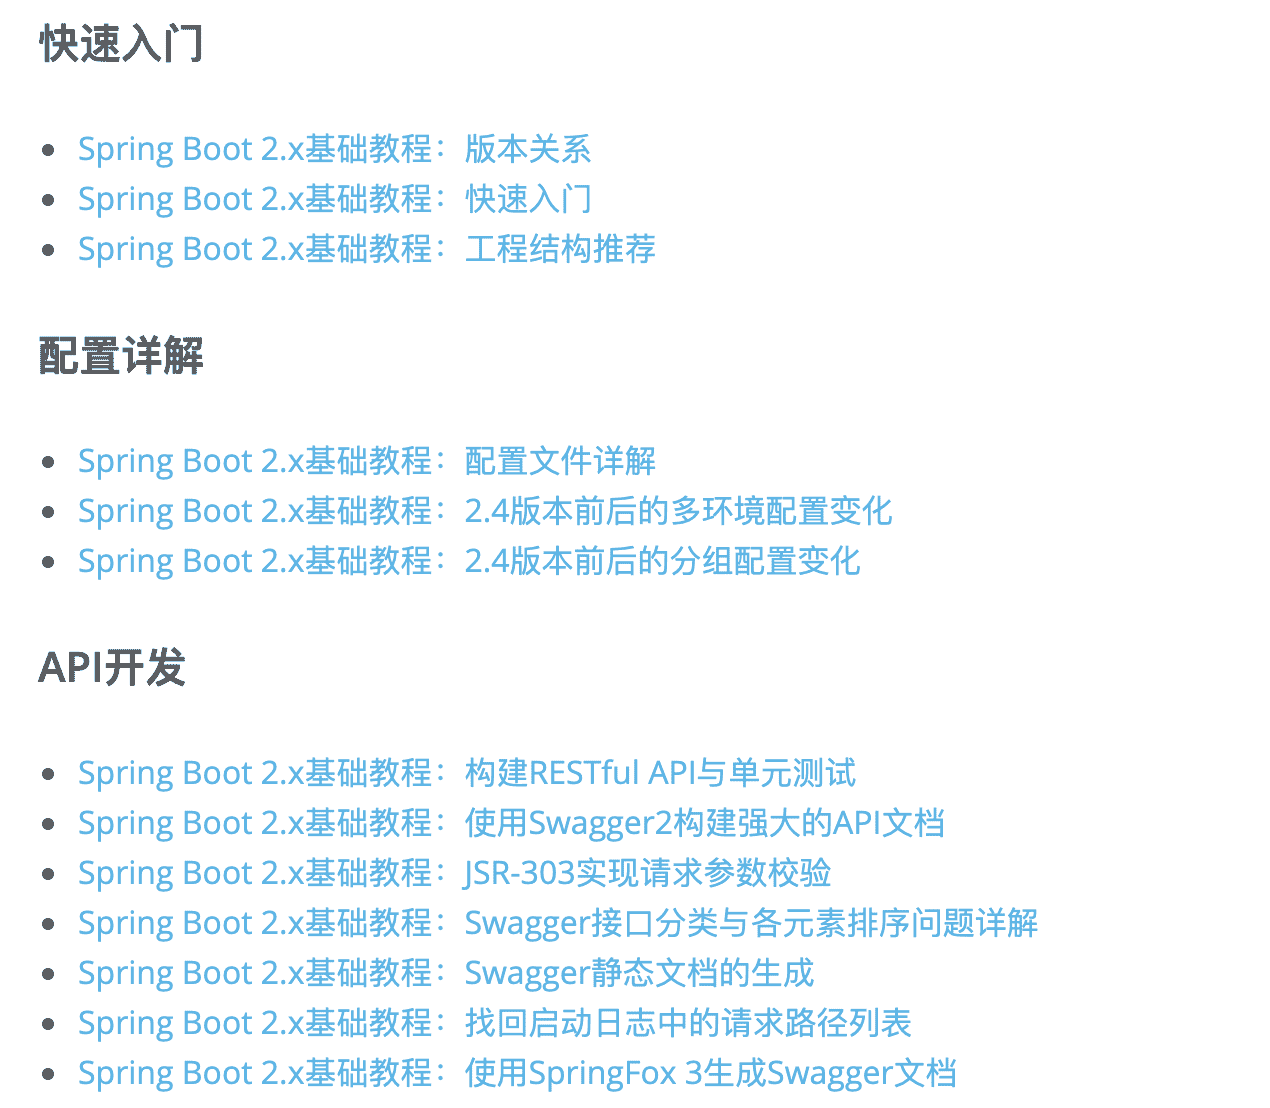 快速入门
Spring Boot 2.x基础教程：版本关系
Spring Boot 2.x基础教程：快速入门
Spring Boot 2.x基础教程：工程结构推荐
配置详解
Spring Boot 2.x基础教程：配置文件详解
Spring Boot 2.x基础教程：2.4版本前后的多环境配置变化
Spring Boot 2.x基础教程：2.4版本前后的分组配置变化
API开发
Spring Boot 2.x基础教程：构建RESTful API与单元测试
Spring Boot 2.x基础教程：使用Swagger2构建强大的API文档
Spring Boot 2.x基础教程：JSR-303实现请求参数校验
Spring Boot 2.x基础教程：Swagger接口分类与各元素排序问题详解
Spring Boot 2.x基础教程：Swagger静态文档的生成
Spring Boot 2.x基础教程：找回启动日志中的请求路径列表
Spring Boot 2.x基础教程：使用SpringFox 3生成Swagger文档